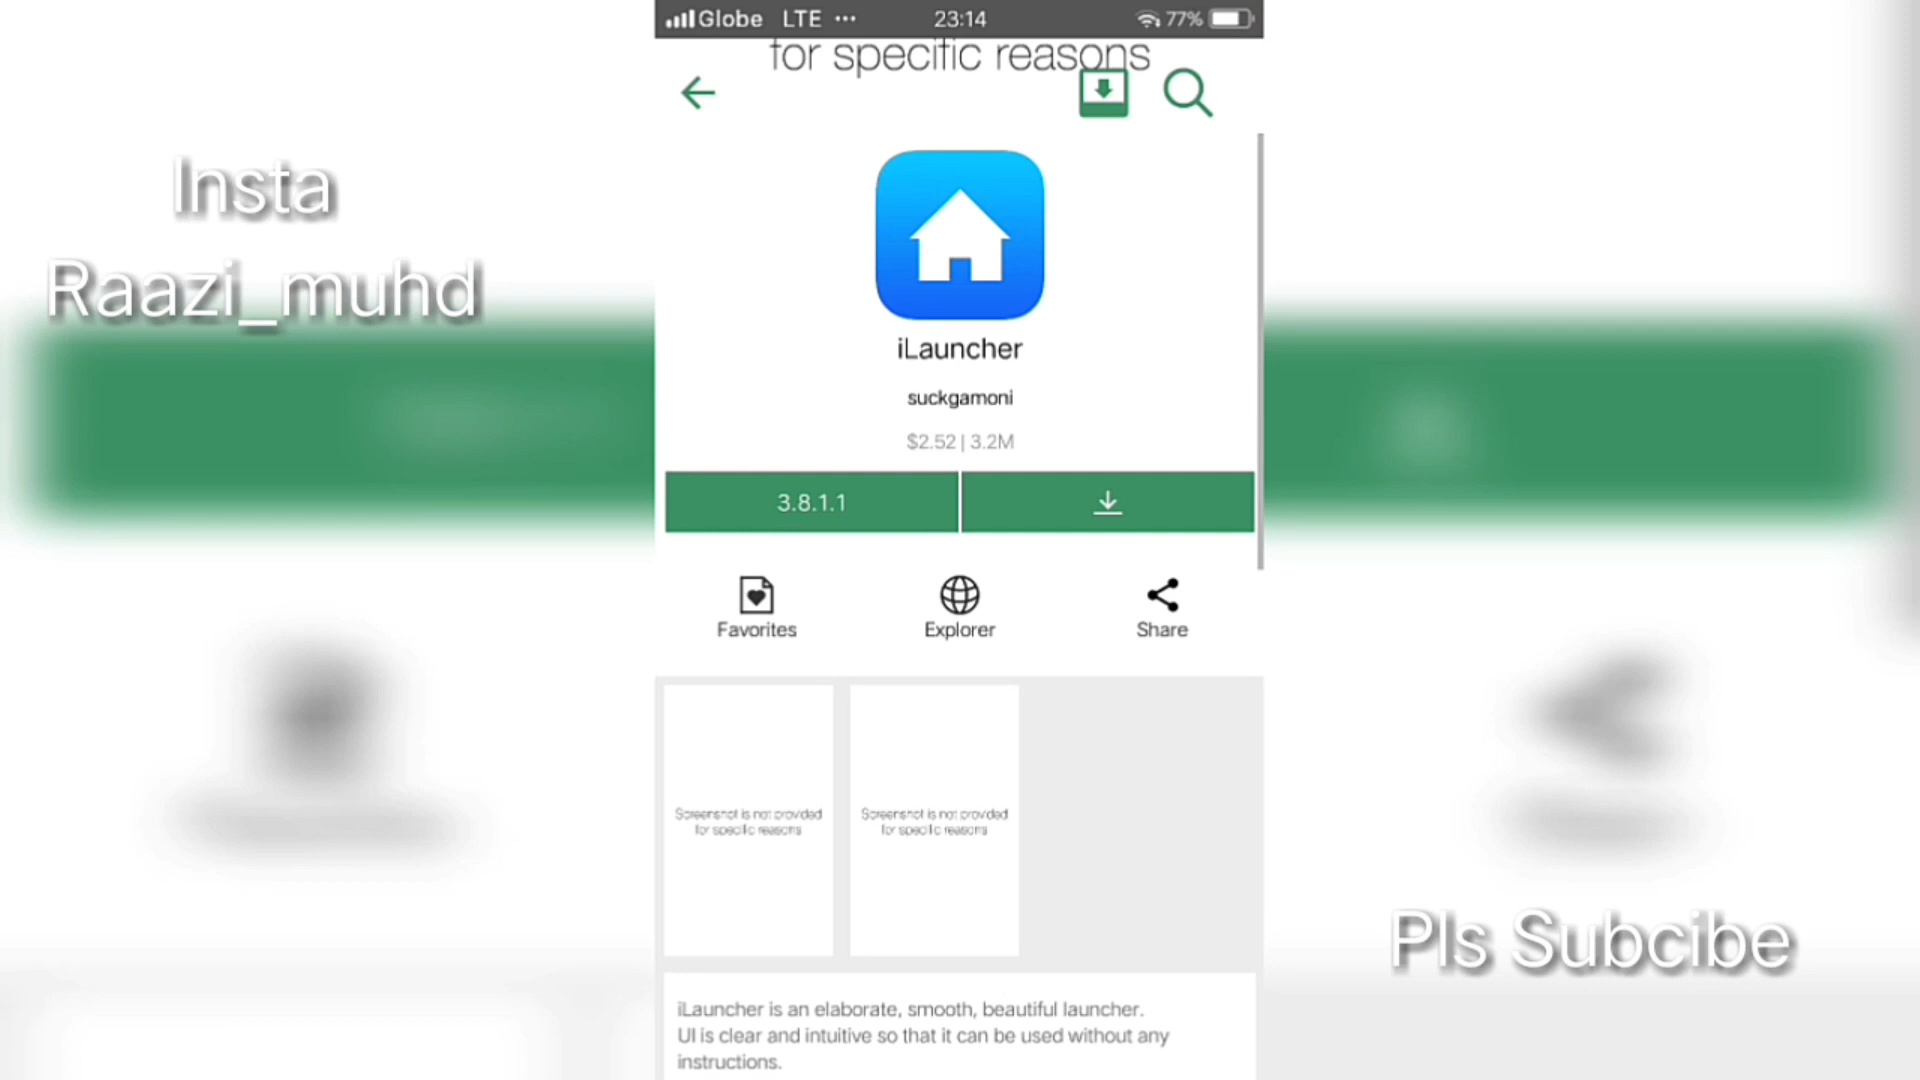 Globe LTE ••• 23:14 77%
for specific reasons
Insta
Raazi_muhd
iLauncher
suckgamoni
$2.52 | 3.2M
3.8.1.1
Favorites Explorer Share
Screenshot is not provided
for specific reasons
Screenshot is not provided
for specific reasons
Pls Subcibe
iLauncher is an elaborate, smooth, beautiful launcher.
UI is clear and intuitive so that it can be used without any
instructions.